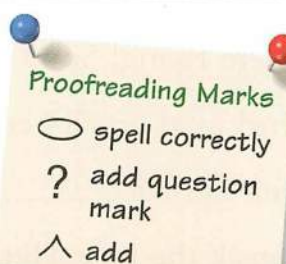 Proofreading Marks
spell correctly
? add question
mark
^ add